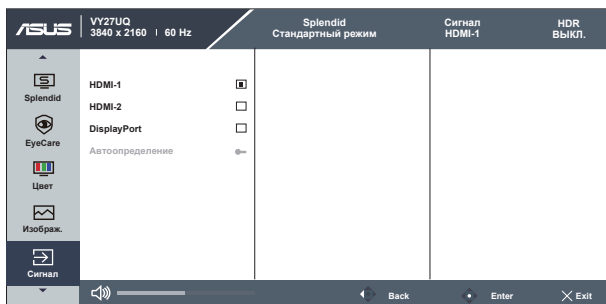 ASUS
VY27UQ
3840 x 2160 | 60 Hz
Splendid
Стандартный режим
Сигнал
HDMI-1
HDR
ВЫКЛ.
Splendid
EyeCare
Цвет
Изображ.
Сигнал
HDMI-1
HDMI-2
DisplayPort
Автоопределение
Back
Enter
Exit